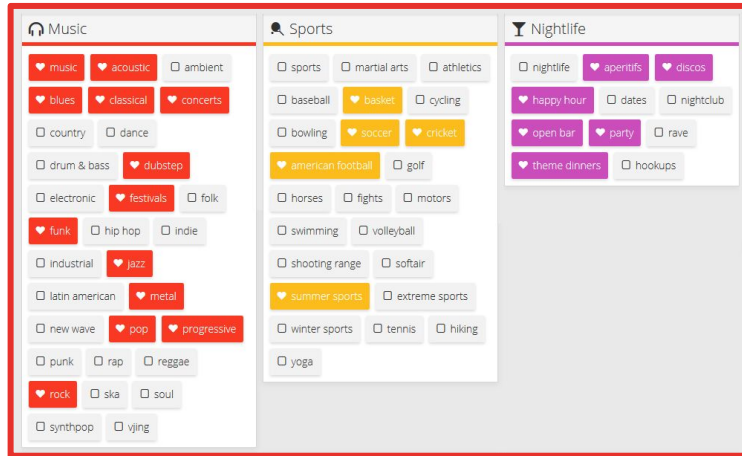 Music
music acoustic ambient
blues classical concerts
country dance
drum & bass dubstep
electronic festivals folk
funk hip hop indie
industrial jazz
latin american metal
new wave pop progressive
punk rap reggae
rock ska soul
synthpop vjing
Sports
sports martial arts athletics
baseball basket cycling
bowling soccer cricket
american football golf
horses fights motors
swimming volleyball
shooting range softair
summer sports extreme sports
winter sports tennis hiking
yoga
Nightlife
nightlife aperitifs discos
happy hour dates nightclub
open bar party rave
theme dinners hookups